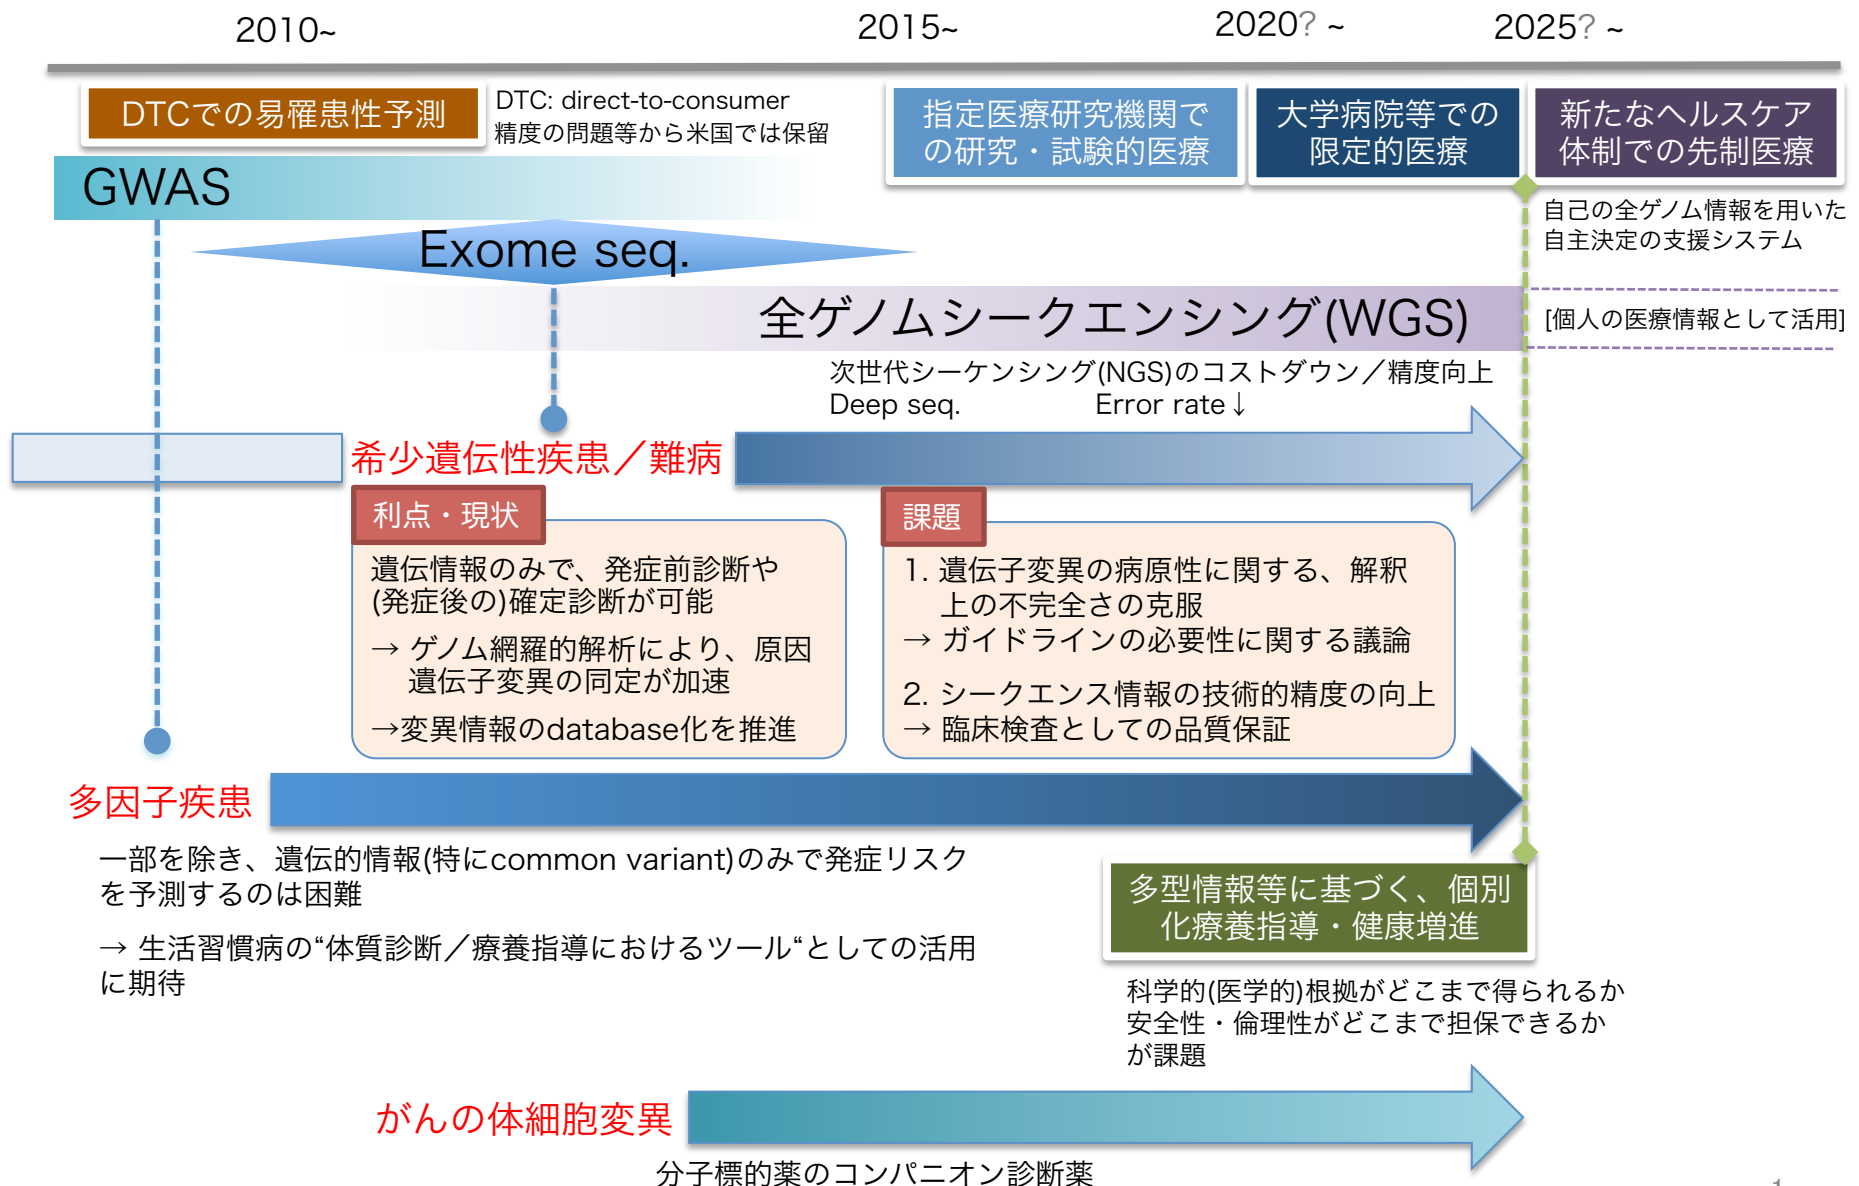 2010~
2015~
2020? ~
2025? ~
DTCでの易罹患性予測
DTC: direct-to-consumer
精度の問題等から米国では保留
指定医療研究機関で
の研究・試験的医療
大学病院等での
限定的医療
新たなヘルスケア
体制での先制医療
GWAS
自己の全ゲノム情報を用いた
自主決定の支援システム
Exome seq.
全ゲノムシークエンシング(WGS)
[個人の医療情報として活用]
次世代シーケンシング(NGS)のコストダウン／精度向上
Deep seq. Error rate↓
希少遺伝性疾患／難病
利点・現状
遺伝情報のみで、発症前診断や
(発症後の)確定診断が可能
→ ゲノム網羅的解析により、原因
遺伝子変異の同定が加速
→変異情報のdatabase化を推進
課題
1. 遺伝子変異の病原性に関する、解釈
上の不完全さの克服
→ ガイドラインの必要性に関する議論
2. シークエンス情報の技術的精度の向上
→ 臨床検査としての品質保証
多因子疾患
一部を除き、遺伝的情報(特にcommon variant)のみで発症リスク
を予測するのは困難
→ 生活習慣病の“体質診断／療養指導におけるツール“としての活用
に期待
多型情報等に基づく、個別
化療養指導・健康増進
科学的(医学的)根拠がどこまで得られるか
安全性・倫理性がどこまで担保できるか
が課題
がんの体細胞変異
分子標的薬のコンパニオン診断薬
1